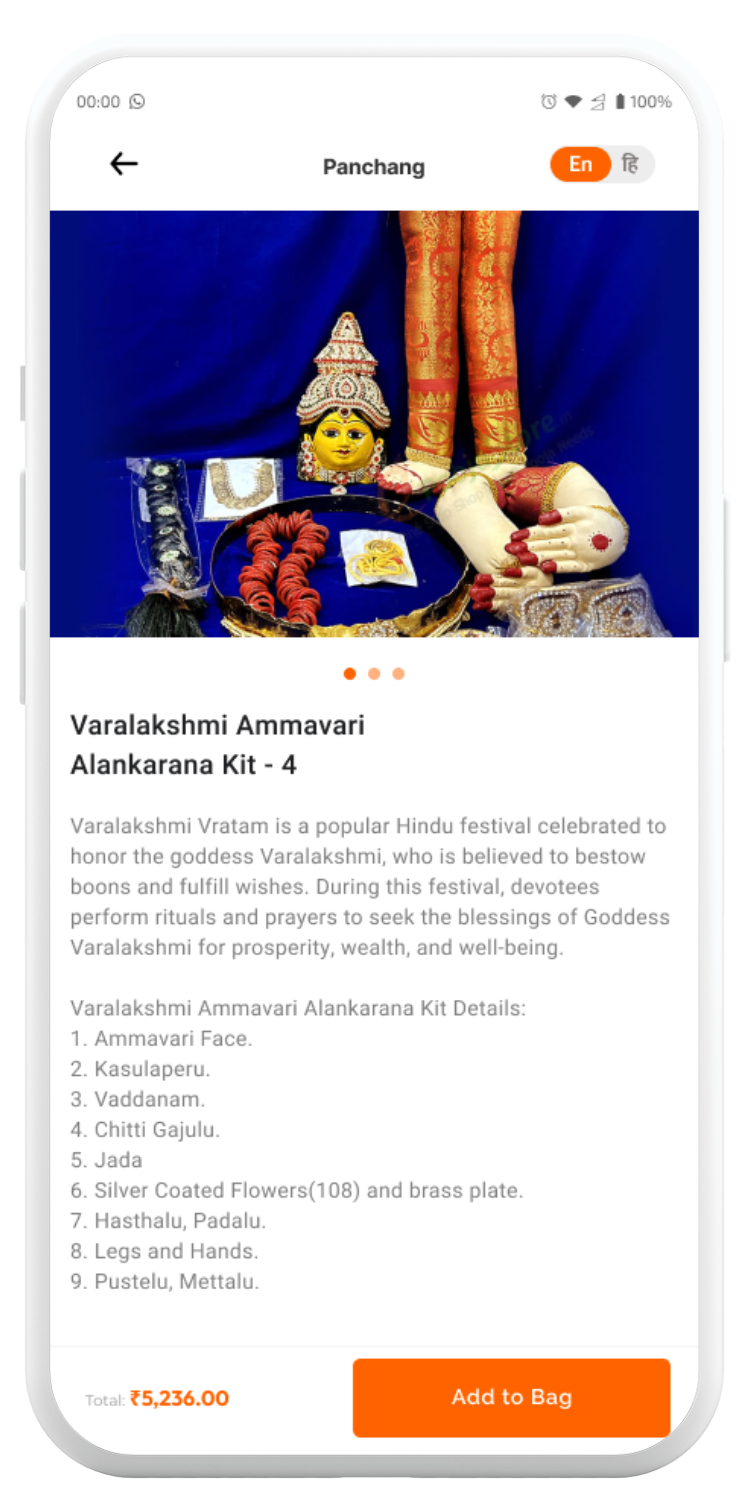 00:00
100%
Panchang
En
हि
Varalakshmi Ammavari
Alankarana Kit - 4
Varalakshmi Vratam is a popular Hindu festival celebrated to
honor the goddess Varalakshmi, who is believed to bestow
boons and fulfill wishes. During this festival, devotees
perform rituals and prayers to seek the blessings of Goddess
Varalakshmi for prosperity, wealth, and well-being.
Varalakshmi Ammavari Alankarana Kit Details:
1. Ammavari Face.
2. Kasulaperu.
3. Vaddanam.
4. Chitti Gajulu.
5. Jada
6. Silver Coated Flowers(108) and brass plate.
7. Hasthalu, Padalu.
8. Legs and Hands.
9. Pustelu, Mettalu.
Total: ₹5,236.00
Add to Bag